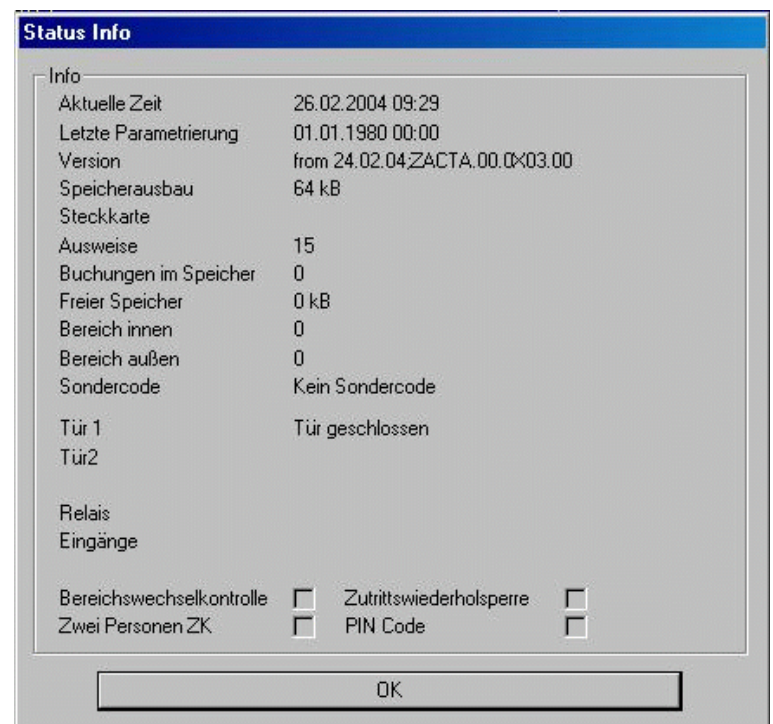 Status Info
Info
Aktuelle Zeit 26.02.2004 09:29
Letzte Parametrierung 01.01.1980 00:00
Version from 24.02.04;ZACTA.00.0X03.00
Speicherausbau 64 kB
Steckkarte
Ausweise 15
Buchungen im Speicher 0
Freier Speicher 0 kB
Bereich innen 0
Bereich außen 0
Sondercode Kein Sondercode
Tür 1 Tür geschlossen
Tür2
Relais
Eingänge
Bereichswechselkontrolle Zutrittswiederholsperre
Zwei Personen ZK PIN Code
OK